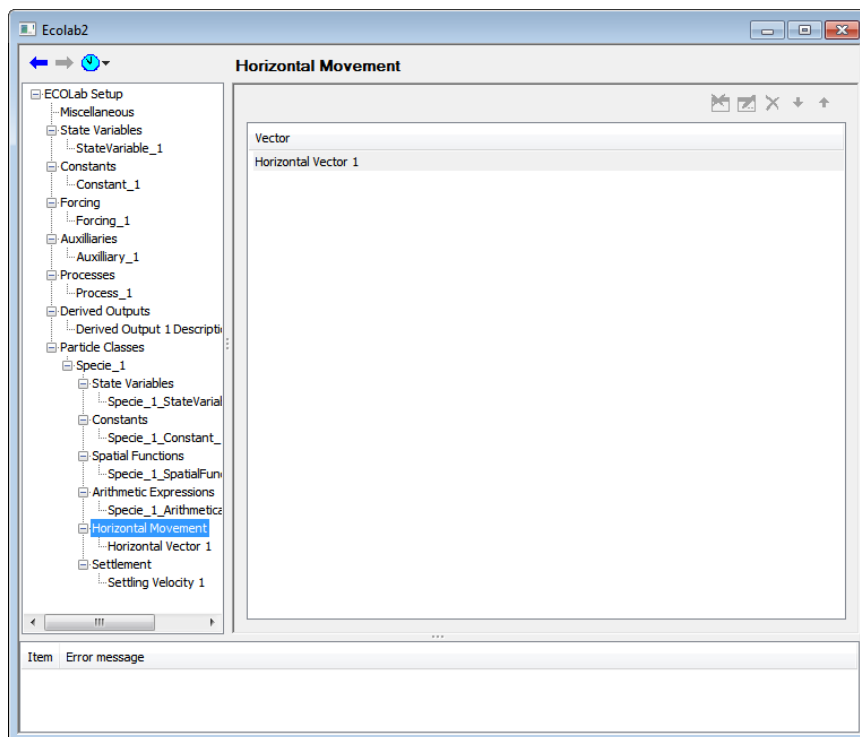 Ecolab2
Horizontal Movement
ECOLab Setup
Miscellaneous
State Variables
StateVariable_1
Constants
Constant_1
Forcing
Forcing_1
Auxilliaries
Auxilliary_1
Processes
Process_1
Derived Outputs
Derived Output 1 Descripti
Particle Classes
Specie_1
State Variables
Specie_1_StateVarial
Constants
Specie_1_Constant_
Spatial Functions
Specie_1_SpatialFun
Arithmetic Expressions
Specie_1_Arithmetica
Horizontal Movement
Horizontal Vector 1
Settlement
Settling Velocity 1
Vector
Horizontal Vector 1
Item Error message